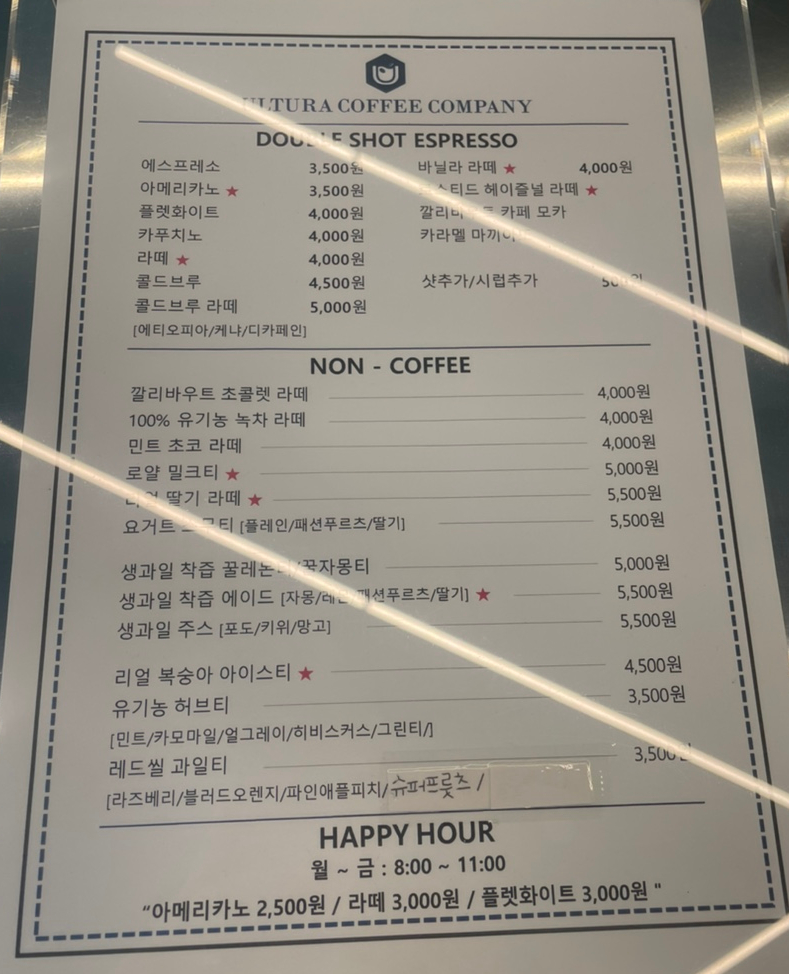 COFFEE COMPANY
SHOT ESPRESSO
에스프레소 3,500원
아메리카노 ★ 3,500원
플렛화이트 4,000원
카푸치노 4,000원
라떼 ★ 4,000원
콜드브루 4,500원
콜드브루 라떼 5,000원
[에티오피아/케냐/디카페인]
바닐라 라떼 ★ 4,000원
헤이즐넛 라떼 ★
카페 모카
카라멜
샷추가/시럽추가
NON - COFFEE
깔리바우트 초콜렛 라떼 4,000원
100% 유기농 녹차 라떼 4,000원
민트 초코 라떼 4,000원
로얄 밀크티 ★ 5,000원
딸기 라떼 ★ 5,500원
요거트 [플레인/패션푸르츠/딸기] 5,500원
생과일 착즙 5,000원
생과일 착즙 에이드 [자몽/레몬/패션푸르츠/딸기] ★ 5,500원
생과일 주스 [포도/키위/망고] 5,500원
리얼 복숭아 아이스티 ★ 4,500원
유기농 허브티 3,500원
[민트/카모마일/얼그레이/히비스커스/그린티/]
레드씰 과일티 3,500원
[라즈베리/블러드오렌지/파인애플피치/슈퍼프룻츠 /
HAPPY HOUR
월 ~ 금 : 8:00 ~ 11:00
“아메리카노 2,500원 / 라떼 3,000원 / 플렛화이트 3,000원 "